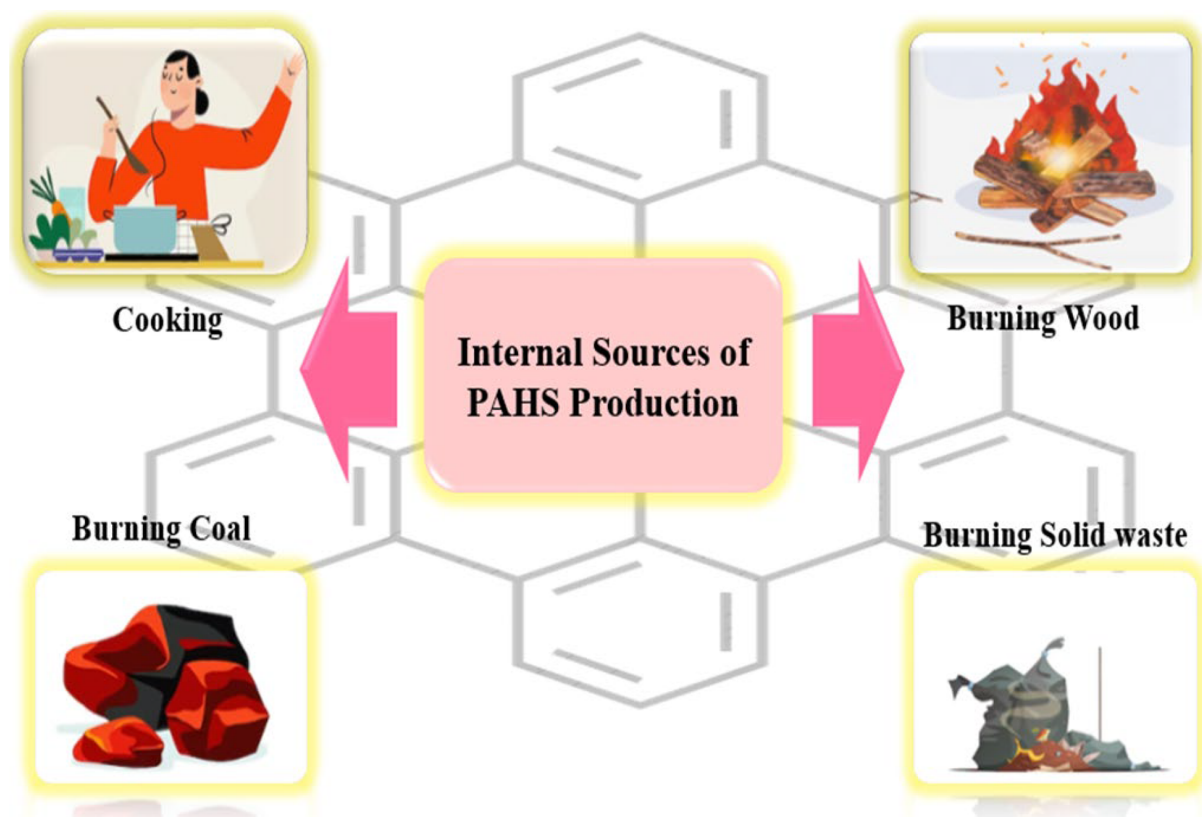 Cooking
Burning Wood
Internal Sources of
PAHS Production
Burning Coal
Burning Solid waste